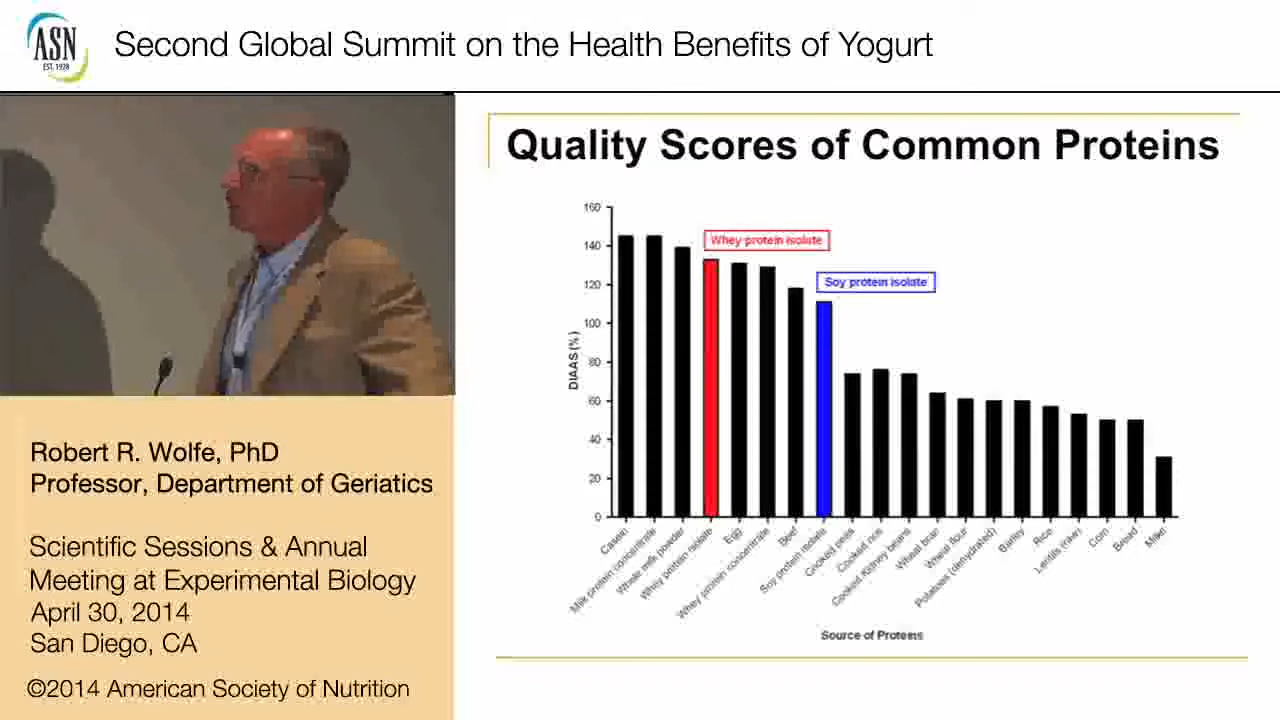 ASN
EST. 1928
Second Global Summit on the Health Benefits of Yogurt
Robert R. Wolfe, PhD
Professor, Department of Geriatics
Scientific Sessions & Annual
Meeting at Experimental Biology
April 30, 2014
San Diego, CA
©2014 American Society of Nutrition
Quality Scores of Common Proteins
160
140
120
100
80
60
40
20
0
DIAAS (%)
Whey protein isolate
Soy protein isolate
Casein
Milk protein concentrate
Whole milk powder
Whey protein isolate
Egg
Whey protein concentrate
Beef
Soy protein isolate
Cooked peas
Cooked rice
Cooked Kidney beans
Wheat bran
Wheat flour
Potatoes (dehydrated)
Barley
Rice
Lentils (raw)
Corn
Bread
Millet
Source of Proteins